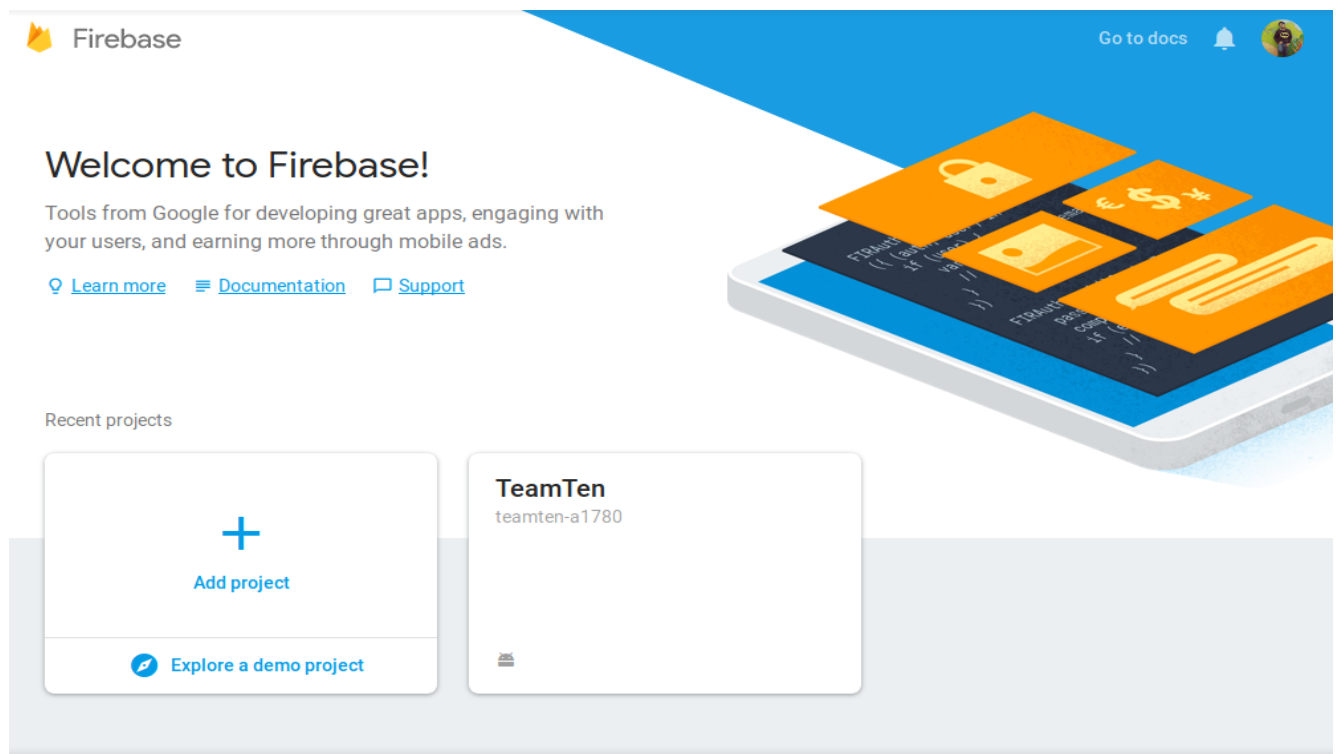 Firebase
Go to docs
Welcome to Firebase!
Tools from Google for developing great apps, engaging with
your users, and earning more through mobile ads.
Learn more Documentation Support
Recent projects
Add project
Explore a demo project
TeamTen
teamten-a1780